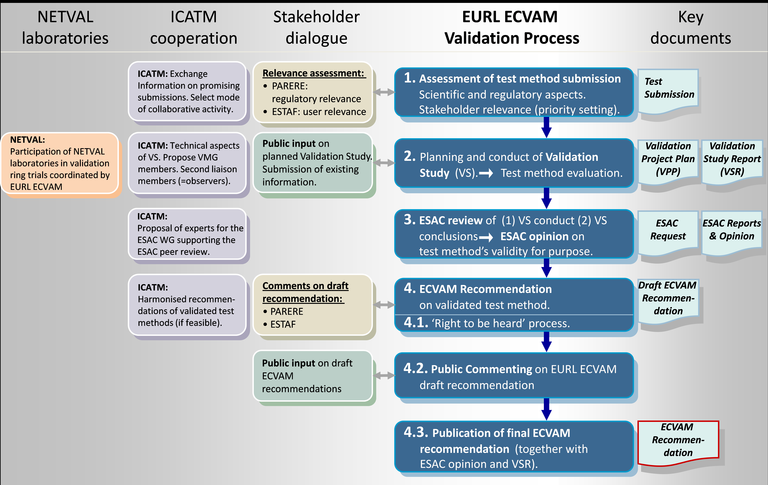 NETVAL
laboratories
ICATM
cooperation
Stakeholder
dialogue
EURL ECVAM
Validation Process
Key
documents
ICATM: Exchange
Information on promising
submissions. Select mode
of collaborative activity.
Relevance assessment:
• PARERE:
regulatory relevance
• ESTAF: user relevance
1. Assessment of test method submission
Scientific and regulatory aspects.
Stakeholder relevance (priority setting).
Test
Submission
NETVAL:
Participation of NETVAL
laboratories in validation
ring trials coordinated by
EURL ECVAM
ICATM: Technical aspects
of VS. Propose VMG
members. Second liaison
members (=observers).
Public input on
planned Validation Study.
Submission of existing
information.
2. Planning and conduct of Validation
Study (VS). → Test method evaluation.
Validation
Project Plan
(VPP)
Validation
Study Report
(VSR)
ICATM:
Proposal of experts for the
ESAC WG supporting the
ESAC peer review.
3. ESAC review of (1) VS conduct (2) VS
conclusions → ESAC opinion on
test method's validity for purpose.
ESAC
Request
ESAC Reports
& Opinion
ICATM:
Harmonised recommen-
dations of validated test
methods (if feasible).
Comments on draft
recommendation:
• PARERE
• ESTAF
4. ECVAM Recommendation
on validated test method.
4.1. 'Right to be heard' process.
Draft ECVAM
Recommen-
dation
Public input on draft
ECVAM
recommendations
4.2. Public Commenting on EURL ECVAM
draft recommendation
4.3. Publication of final ECVAM
recommendation (together with
ESAC opinion and VSR).
ECVAM
Recommen-
dation